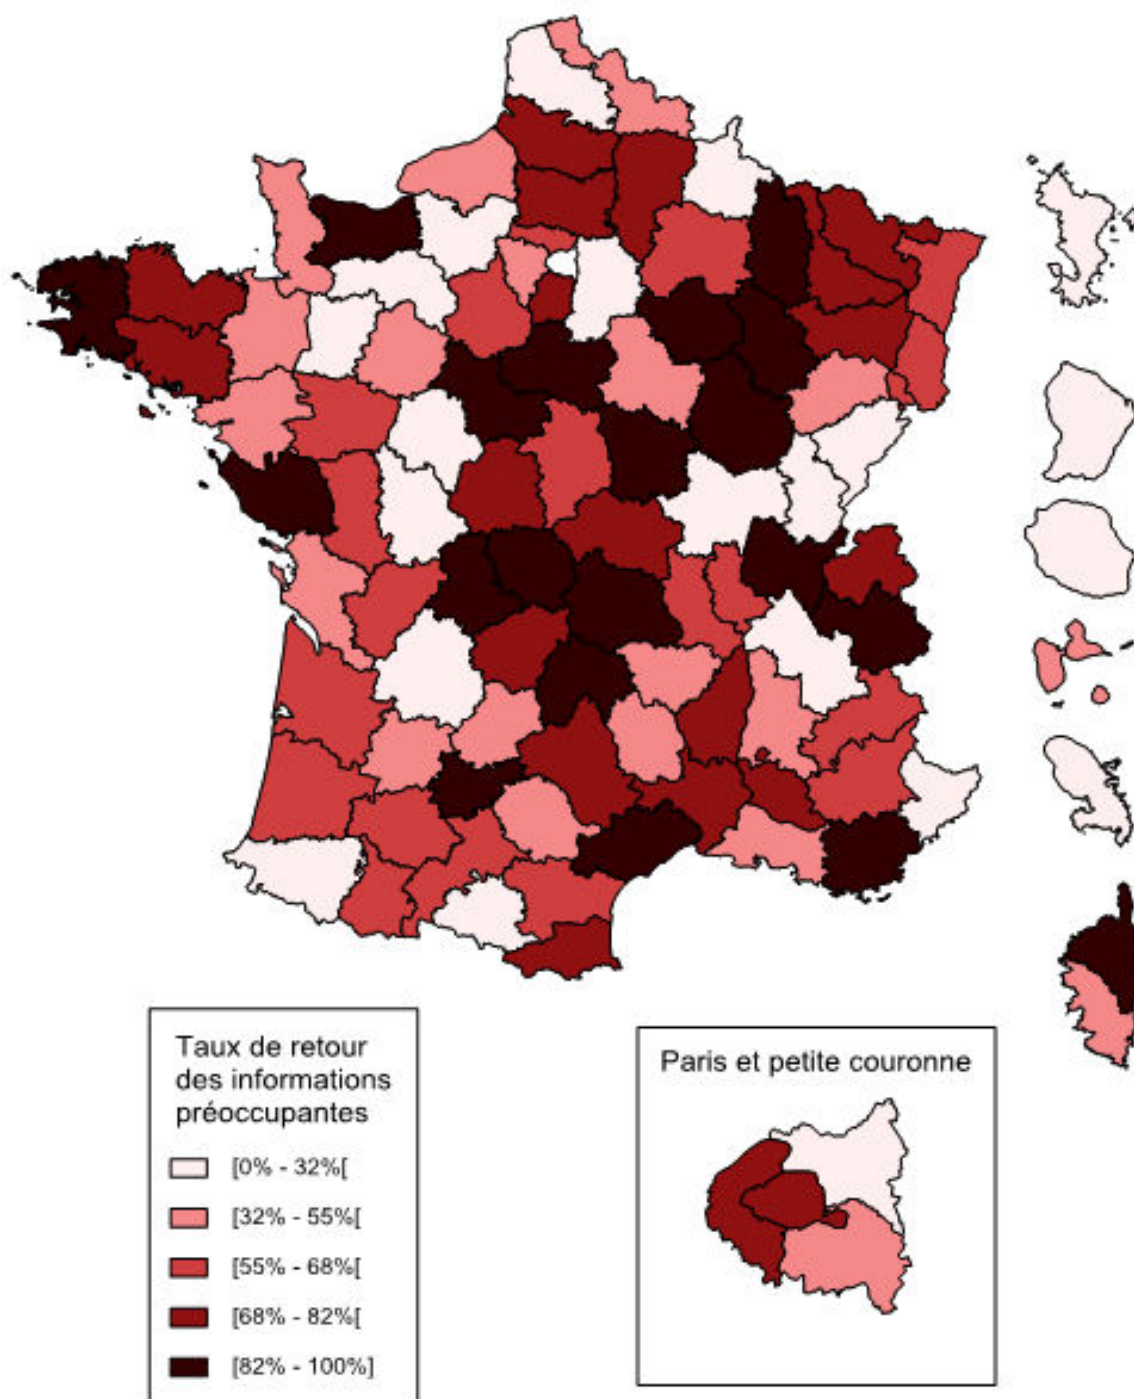 Taux de retour
des informations
préoccupantes
[0% - 32%[
[32% - 55%[
[55% - 68%[
[68% - 82%[
[82% - 100%]
Paris et petite couronne